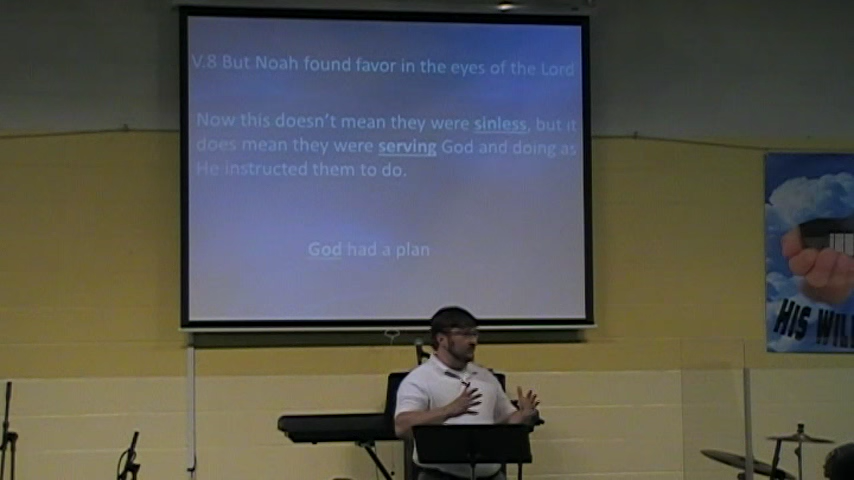 V.8 But Noah found favor in the eyes of the Lord
Now this doesn't mean they were sinless, but it
does mean they were serving God and doing as
He instructed them to do.
God had a plan
HIS WILL